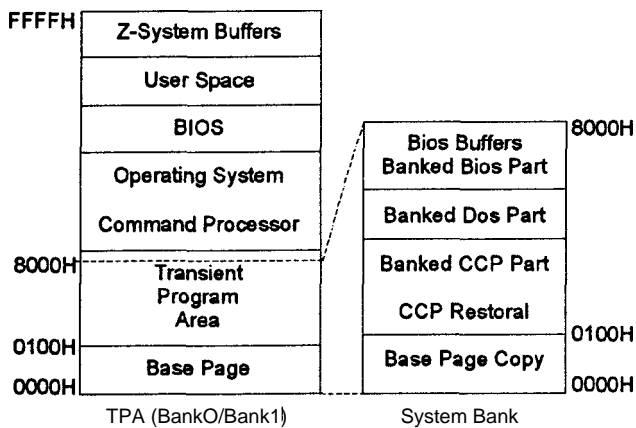 FFFFH
Z-System Buffers
User Space
BIOS
Operating System
Command Processor
8000H
Transient
Program
Area
0100H
Base Page
0000H
TPA (BankO/Bank1)
8000H
Bios Buffers
Banked Bios Part
Banked Dos Part
Banked CCP Part
CCP Restoral
0100H
Base Page Copy
0000H
System Bank